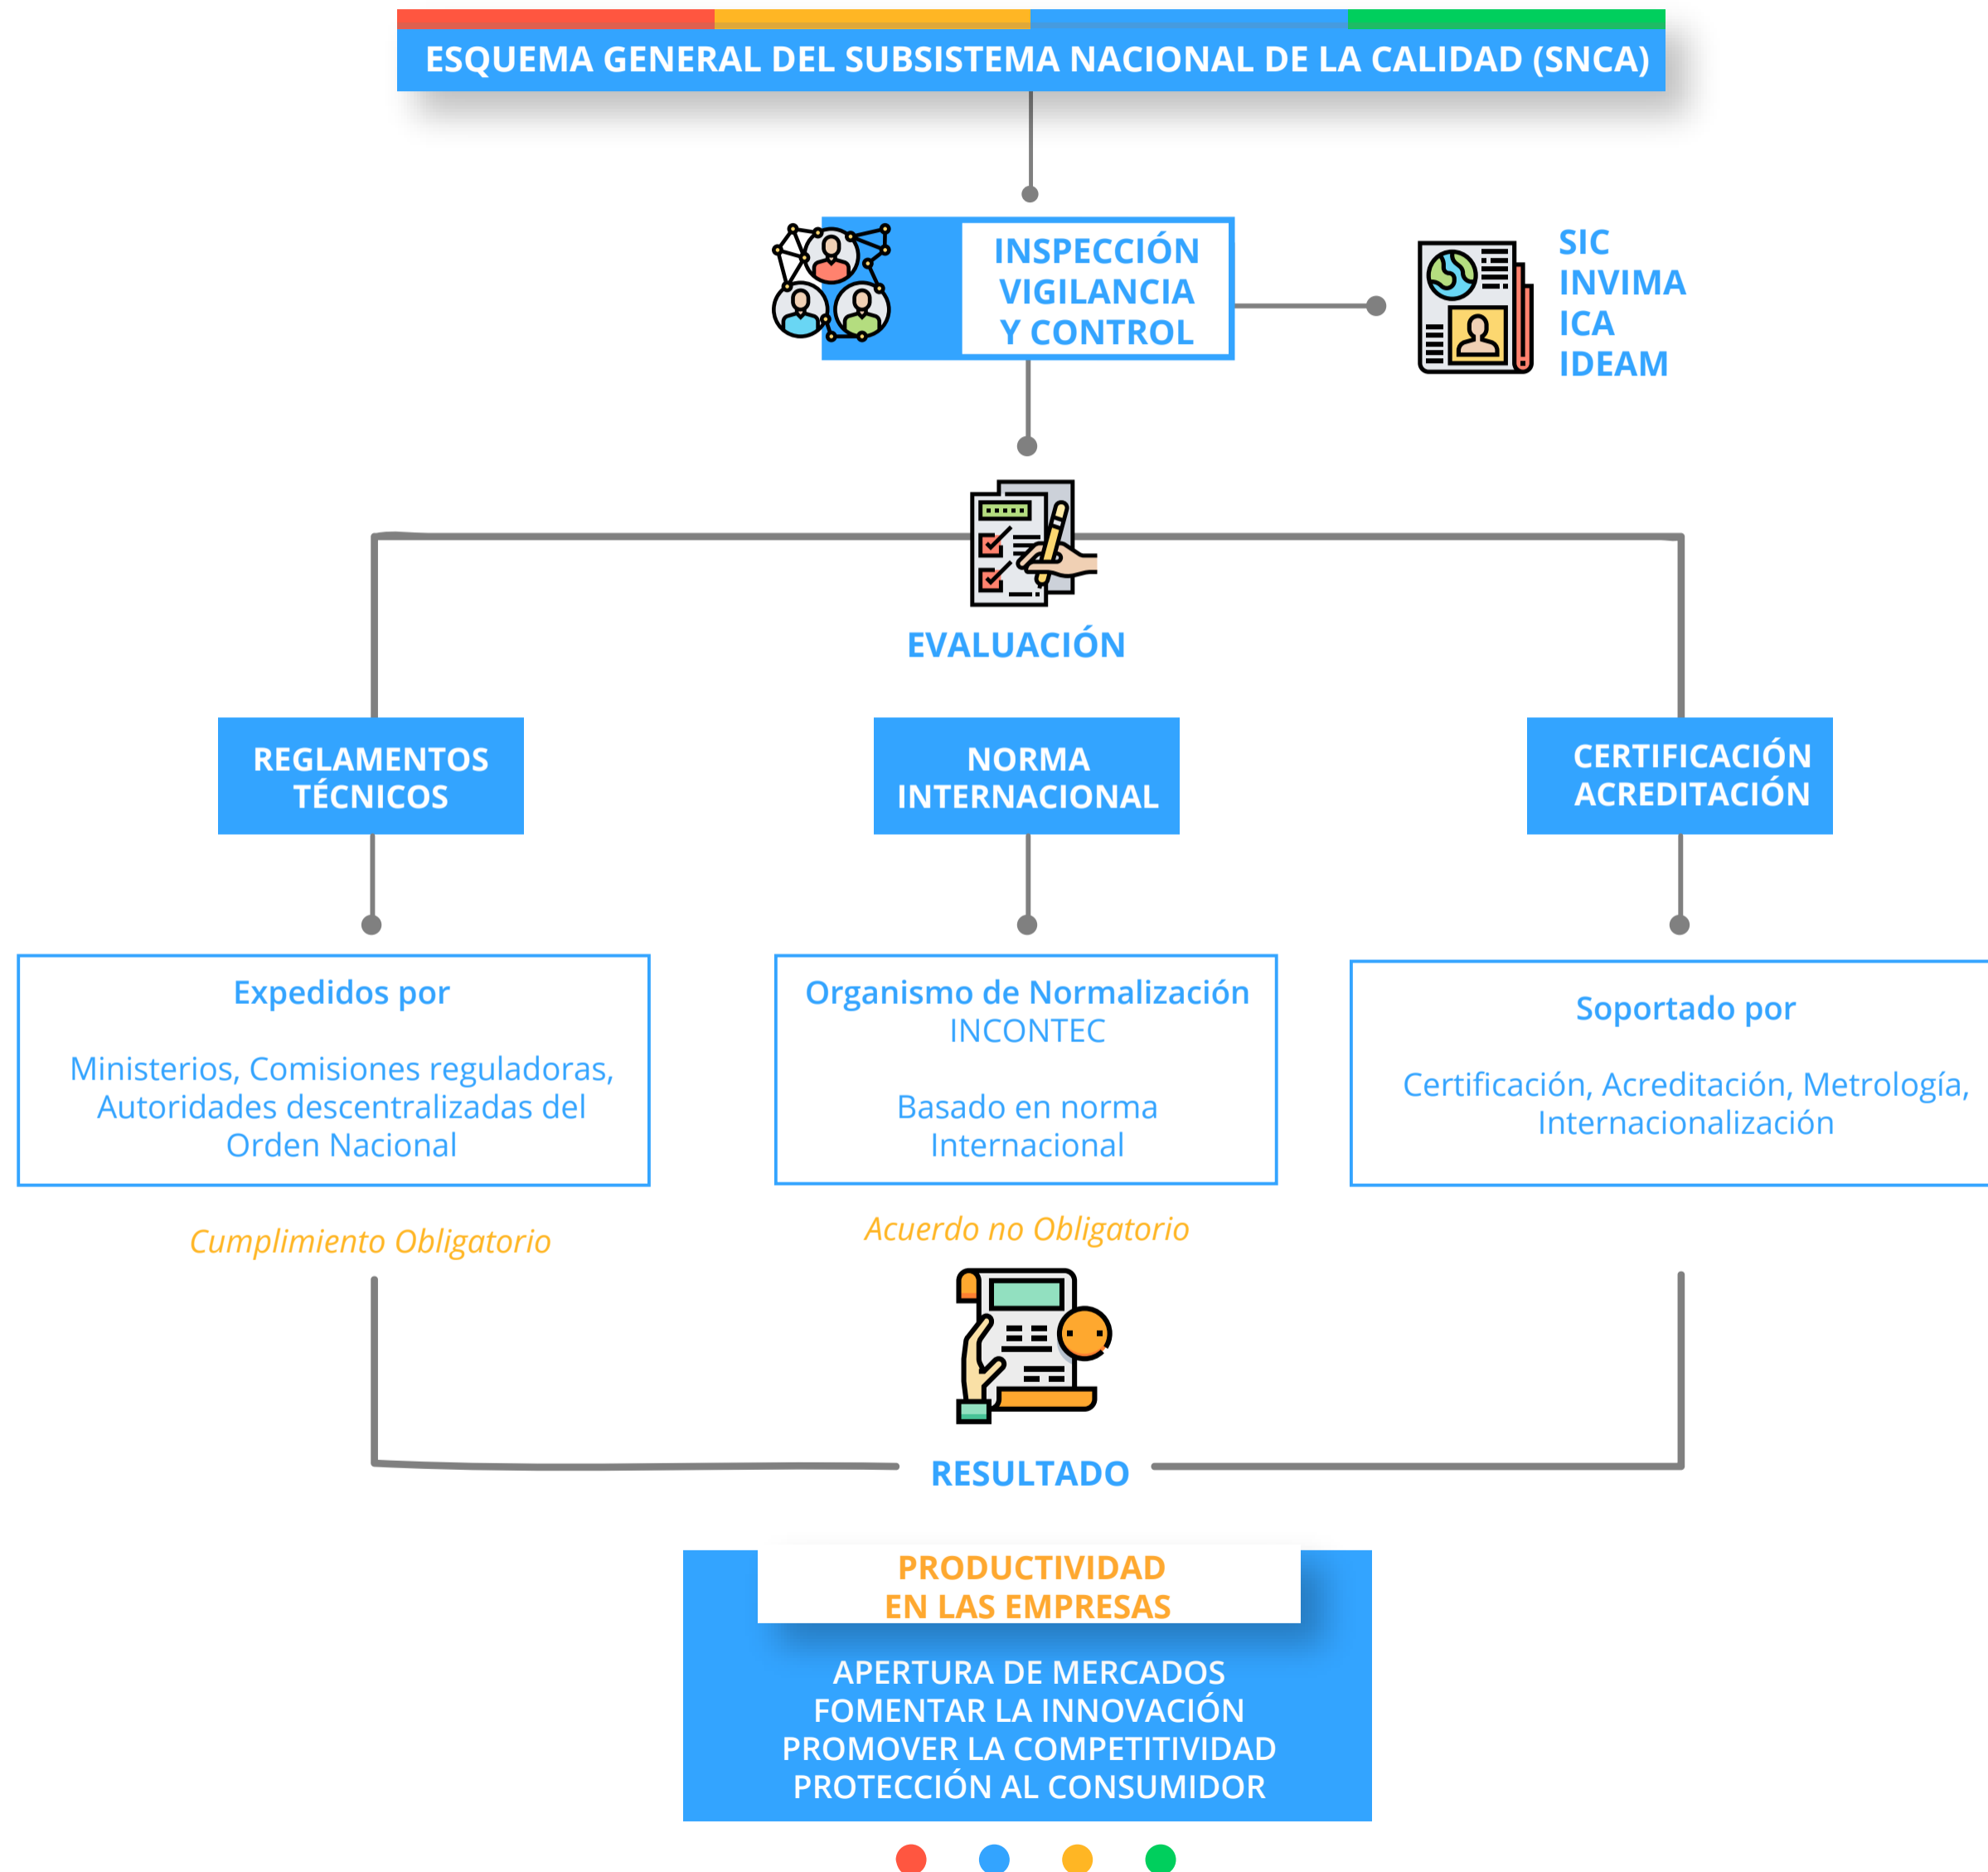 ESQUEMA GENERAL DEL SUBSISTEMA NACIONAL DE LA CALIDAD (SNCA)
INSPECCIÓN
VIGILANCIA
Y CONTROL
SIC
INVIMA
ICA
IDEAM
EVALUACIÓN
REGLAMENTOS
TÉCNICOS
NORMA
INTERNACIONAL
CERTIFICACIÓN
ACREDITACIÓN
Expedidos por
Ministerios, Comisiones reguladoras,
Autoridades descentralizadas del
Orden Nacional
Cumplimiento Obligatorio
Organismo de Normalización
INCONTEC
Basado en norma
Internacional
Acuerdo no Obligatorio
Soportado por
Certificación, Acreditación, Metrología,
Internacionalización
RESULTADO
PRODUCTIVIDAD
EN LAS EMPRESAS
APERTURA DE MERCADOS
FOMENTAR LA INNOVACIÓN
PROMOVER LA COMPETITIVIDAD
PROTECCIÓN AL CONSUMIDOR